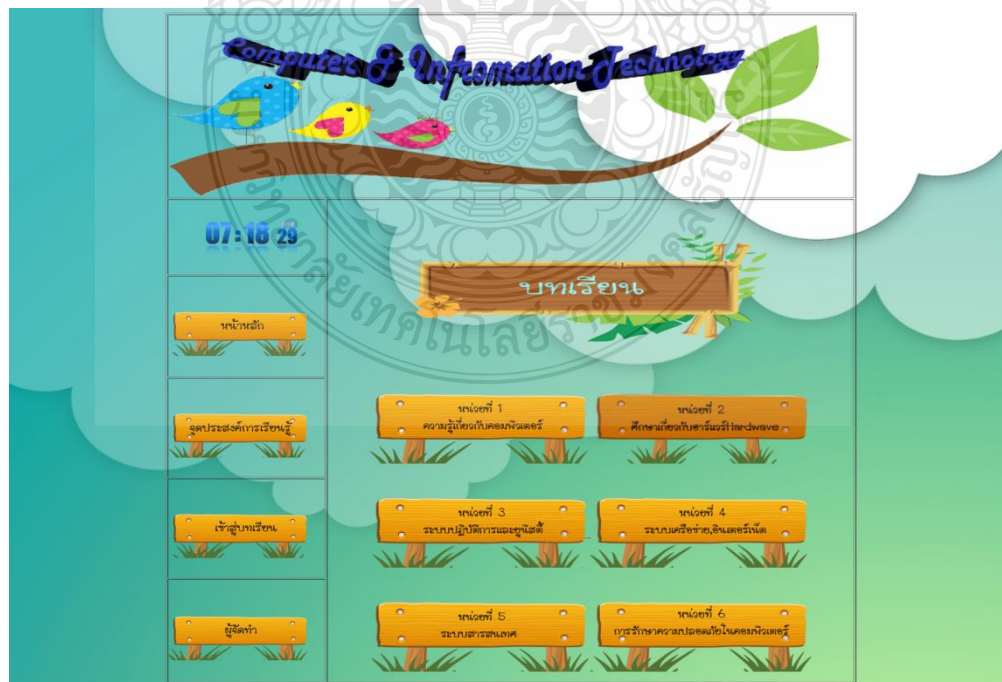 Computer & Infromation Technology
07:18 29
บทเรียน
หน้าหลัก
จุดประสงค์การเรียนรู้
เข้าสู่บทเรียน
ผู้จัดทำ
หน่วยที่ 1
ความรู้เกี่ยวกับคอมพิวเตอร์
หน่วยที่ 2
ศึกษาเกี่ยวกับฮาร์แวร์Hardwave
หน่วยที่ 3
ระบบปฏิบัติการและยูนิตส์
หน่วยที่ 4
ระบบเครือข่าย,อินเตอร์เน็ต
หน่วยที่ 5
ระบบสารสนเทศ
หน่วยที่ 6
การรักษาความปลอดภัยในคอมพิวเตอร์